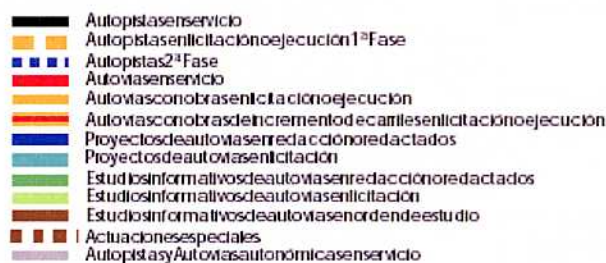 Autopistasenservicio
Autopistasenlicitaciónoejecución1ªFase
Autopistas2ªFase
Autovíasenservicio
Autovíasconobrasenlicitaciónoejecución
Autovíasconobrasdeincrementodecarrilesenlicitaciónoejecución
Proyectosdeautovíasenredacciónoredactados
Proyectosdeautovíasenlicitación
Estudiosinformativosdeautovíasenredacciónoredactados
Estudiosinformativosdeautovíasenlicitación
Estudiosinformativosdeautovíasenordendeestudio
Actuacionesespeciales
AutopistasyAutovíasautonómicasenservicio